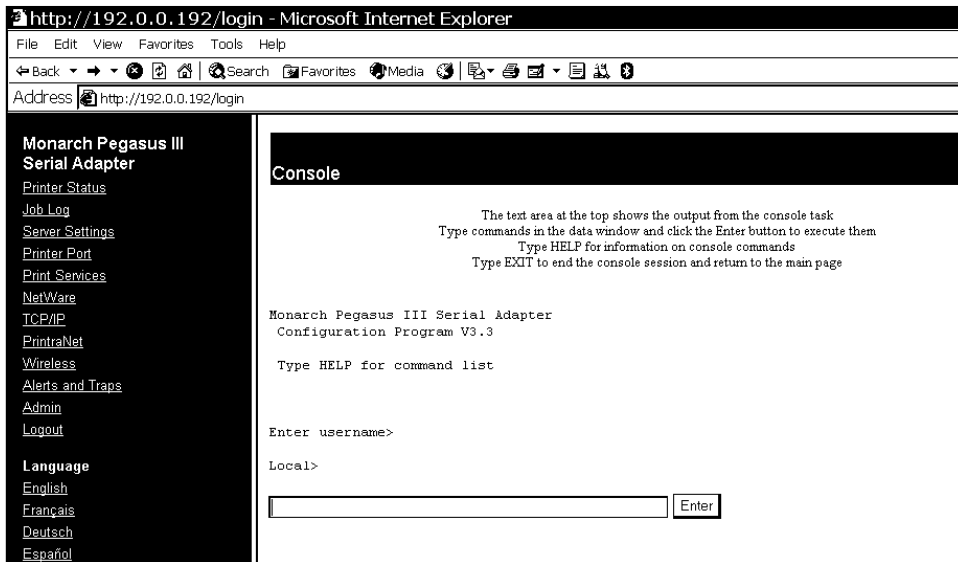 http://192.0.0.192/login - Microsoft Internet Explorer
File Edit View Favorites Tools Help
Back Search Favorites Media
Address http://192.0.0.192/login
Monarch Pegasus III
Serial Adapter
Printer Status
Job Log
Server Settings
Printer Port
Print Services
NetWare
TCP/IP
PrintraNet
Wireless
Alerts and Traps
Admin
Logout
Language
English
Français
Deutsch
Español
Console
The text area at the top shows the output from the console task
Type commands in the data window and click the Enter button to execute them
Type HELP for information on console commands
Type EXIT to end the console session and return to the main page
Monarch Pegasus III Serial Adapter
Configuration Program V3.3
Type HELP for command list
Enter username>
Local>
Enter